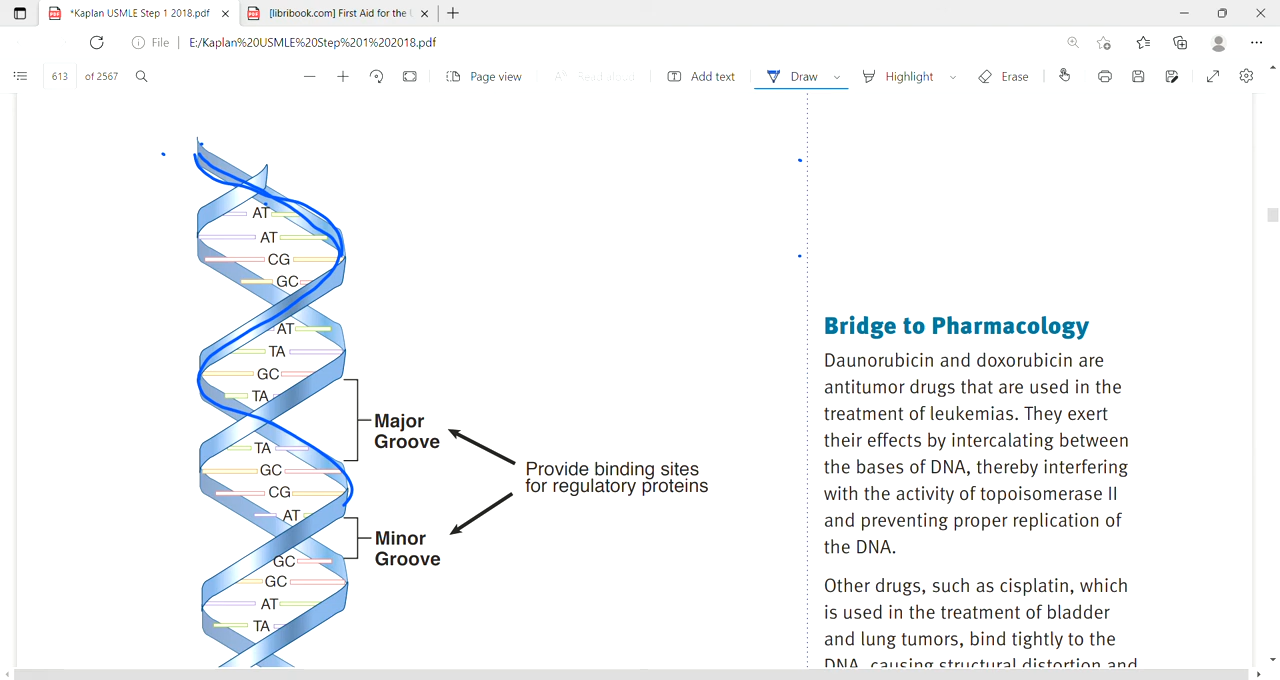 *Kaplan USMLE Step 1 2018.pdf
[libribook.com] First Aid for the
File
E:/Kaplan%20USMLE%20Step%201%202018.pdf
613 of 2567
Page view
Read aloud
Add text
Draw
Highlight
Erase
AT
AT
CG
GC
AT
TA
GC
TA
Major
Groove
TA
GC
CG
AT
Provide binding sites
for regulatory proteins
Minor
Groove
GC
GC
AT
TA
Bridge to Pharmacology
Daunorubicin and doxorubicin are
antitumor drugs that are used in the
treatment of leukemias. They exert
their effects by intercalating between
the bases of DNA, thereby interfering
with the activity of topoisomerase II
and preventing proper replication of
the DNA.
Other drugs, such as cisplatin, which
is used in the treatment of bladder
and lung tumors, bind tightly to the
DNA, causing structural distortion and